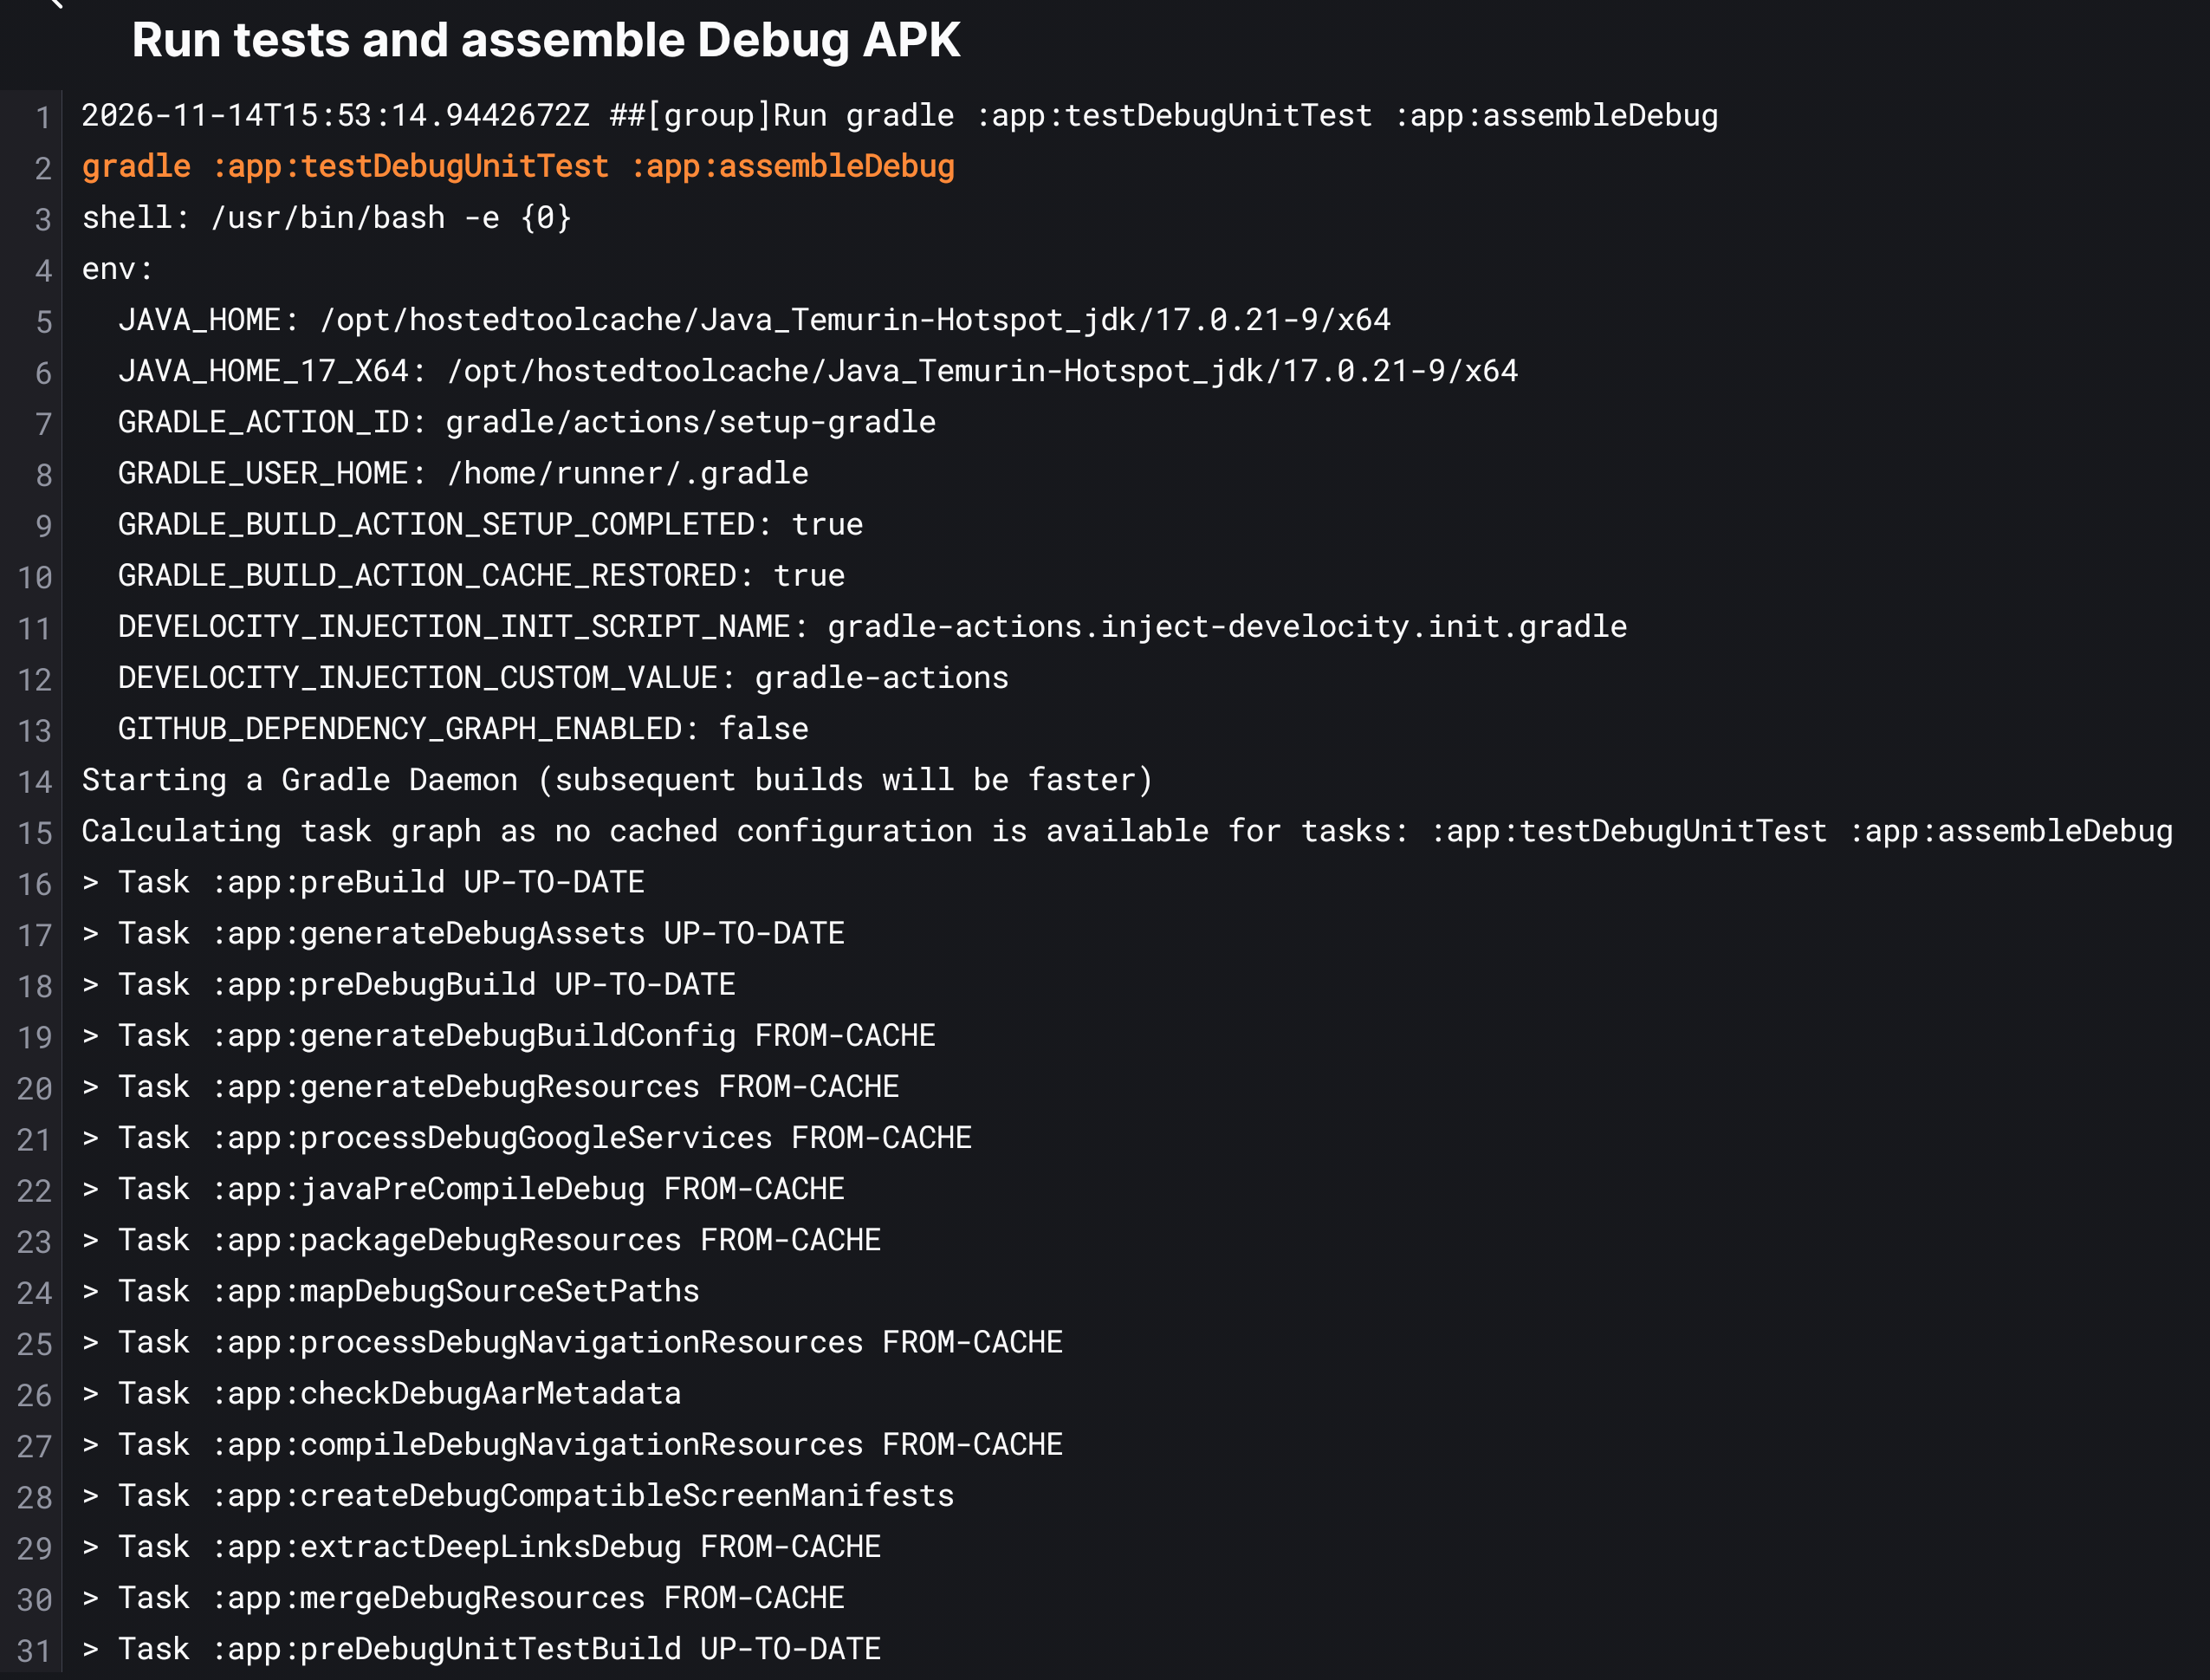 Run tests and assemble Debug APK
1 2026-11-14T15:53:14.9442672Z ##[group]Run gradle :app:testDebugUnitTest :app:assembleDebug
2 gradle :app:testDebugUnitTest :app:assembleDebug
3 shell: /usr/bin/bash -e {0}
4 env:
5   JAVA_HOME: /opt/hostedtoolcache/Java_Temurin-Hotspot_jdk/17.0.21-9/x64
6   JAVA_HOME_17_X64: /opt/hostedtoolcache/Java_Temurin-Hotspot_jdk/17.0.21-9/x64
7   GRADLE_ACTION_ID: gradle/actions/setup-gradle
8   GRADLE_USER_HOME: /home/runner/.gradle
9   GRADLE_BUILD_ACTION_SETUP_COMPLETED: true
10   GRADLE_BUILD_ACTION_CACHE_RESTORED: true
11   DEVELOCITY_INJECTION_INIT_SCRIPT_NAME: gradle-actions.inject-develocity.init.gradle
12   DEVELOCITY_INJECTION_CUSTOM_VALUE: gradle-actions
13   GITHUB_DEPENDENCY_GRAPH_ENABLED: false
14 Starting a Gradle Daemon (subsequent builds will be faster)
15 Calculating task graph as no cached configuration is available for tasks: :app:testDebugUnitTest :app:assembleDebug
16 > Task :app:preBuild UP-TO-DATE
17 > Task :app:generateDebugAssets UP-TO-DATE
18 > Task :app:preDebugBuild UP-TO-DATE
19 > Task :app:generateDebugBuildConfig FROM-CACHE
20 > Task :app:generateDebugResources FROM-CACHE
21 > Task :app:processDebugGoogleServices FROM-CACHE
22 > Task :app:javaPreCompileDebug FROM-CACHE
23 > Task :app:packageDebugResources FROM-CACHE
24 > Task :app:mapDebugSourceSetPaths
25 > Task :app:processDebugNavigationResources FROM-CACHE
26 > Task :app:checkDebugAarMetadata
27 > Task :app:compileDebugNavigationResources FROM-CACHE
28 > Task :app:createDebugCompatibleScreenManifests
29 > Task :app:extractDeepLinksDebug FROM-CACHE
30 > Task :app:mergeDebugResources FROM-CACHE
31 > Task :app:preDebugUnitTestBuild UP-TO-DATE